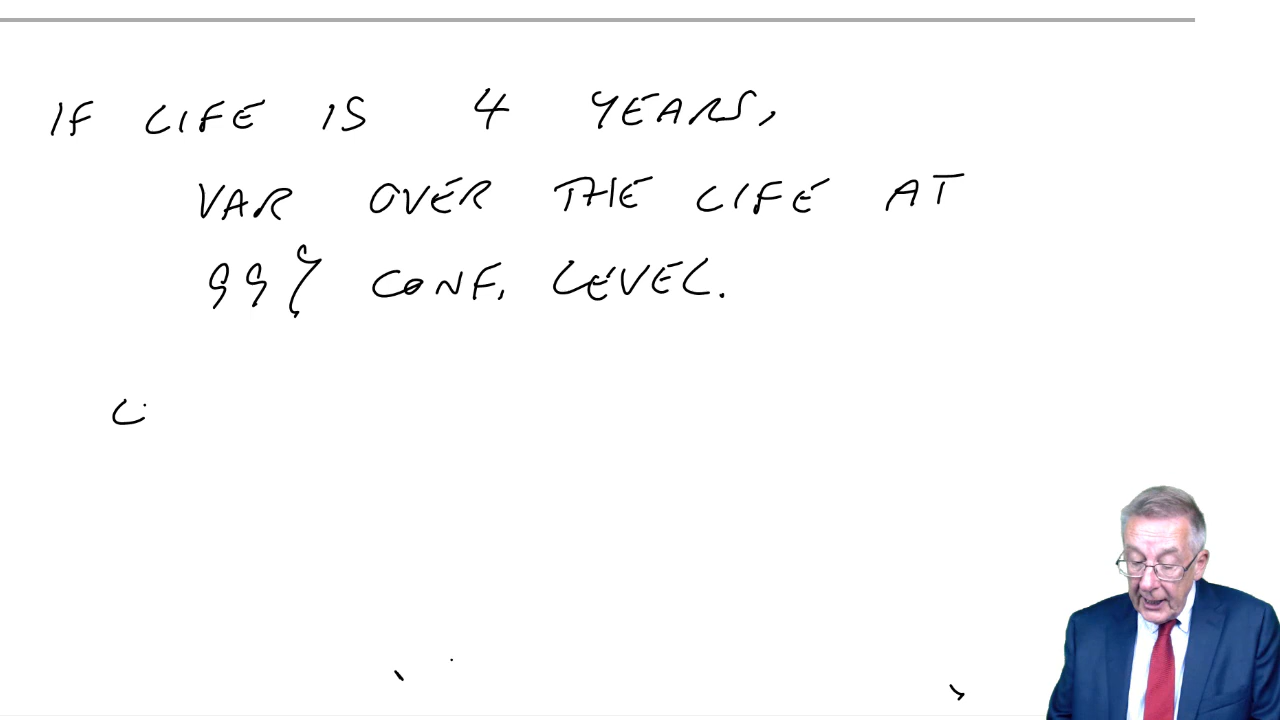 IF LIFE IS 4 YEARS,
VAR OVER THE LIFE AT
99% CONF. LEVEL.